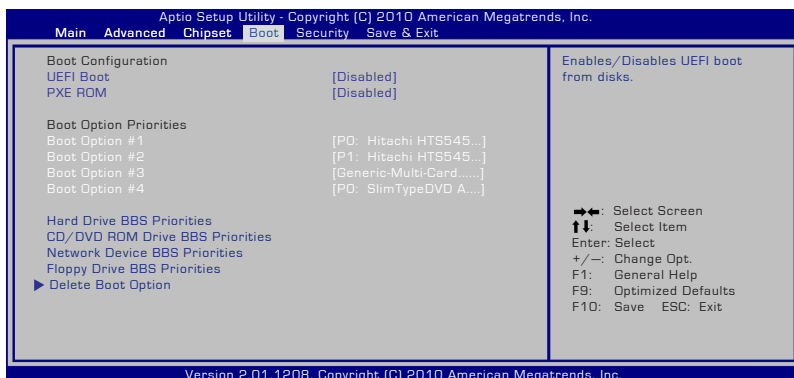 Aptio Setup Utility - Copyright (C) 2010 American Megatrends, Inc.
Main Advanced Chipset Boot Security Save & Exit
Boot Configuration
UEFI Boot [Disabled]
PXE ROM [Disabled]
Boot Option Priorities
Boot Option #1 [P0: Hitachi HTS545...]
Boot Option #2 [P1: Hitachi HTS545...]
Boot Option #3 [Generic-Multi-Card......]
Boot Option #4 [P0: SlimTypeDVD A....]
Hard Drive BBS Priorities
CD/DVD ROM Drive BBS Priorities
Network Device BBS Priorities
Floppy Drive BBS Priorities
Delete Boot Option
Enables/Disables UEFI boot
from disks.
→←: Select Screen
↑↓: Select Item
Enter: Select
+/—: Change Opt.
F1: General Help
F9: Optimized Defaults
F10: Save ESC: Exit
Version 2.01.1208. Copyright (C) 2010 American Megatrends, Inc.